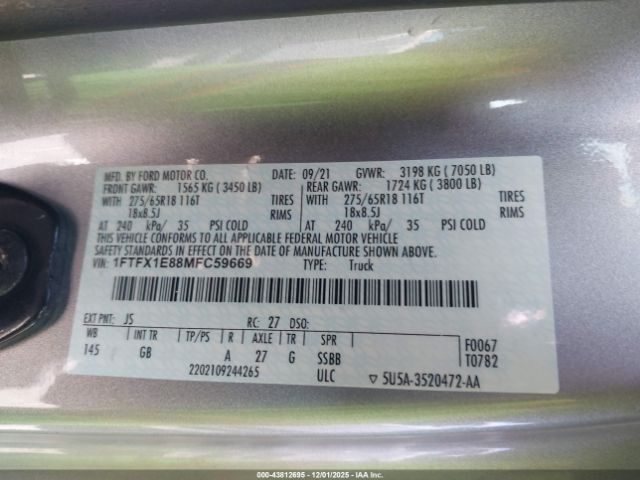 MFD. BY FORD MOTOR CO. DATE: 09/21 GVWR: 3198 KG ( 7050 LB)
FRONT GAWR: 1565 KG ( 3450 LB) REAR GAWR: 1724 KG ( 3800 LB)
WITH 275/65R18 116T TIRES WITH 275/65R18 116T TIRES
18x8.5J RIMS 18x8.5J RIMS
AT 240 kPa/ 35 PSI COLD AT 240 kPa/ 35 PSI COLD
THIS VEHICLE CONFORMS TO ALL APPLICABLE FEDERAL MOTOR VEHICLE
SAFETY STANDARDS IN EFFECT ON THE DATE OF MANUFACTURE SHOWN ABOVE.
VIN: 1FTFX1E88MFC59669 TYPE: Truck
EXT PNT: JS RC: 27 DSO:
WB INT TR TP/PS R AXLE TR SPR F0067
145 GB A 27 G SSBB T0782
2202109244265 ULC 5U5A-3520472-AA
000-43812695 - 12/01/2025 - IAA Inc.